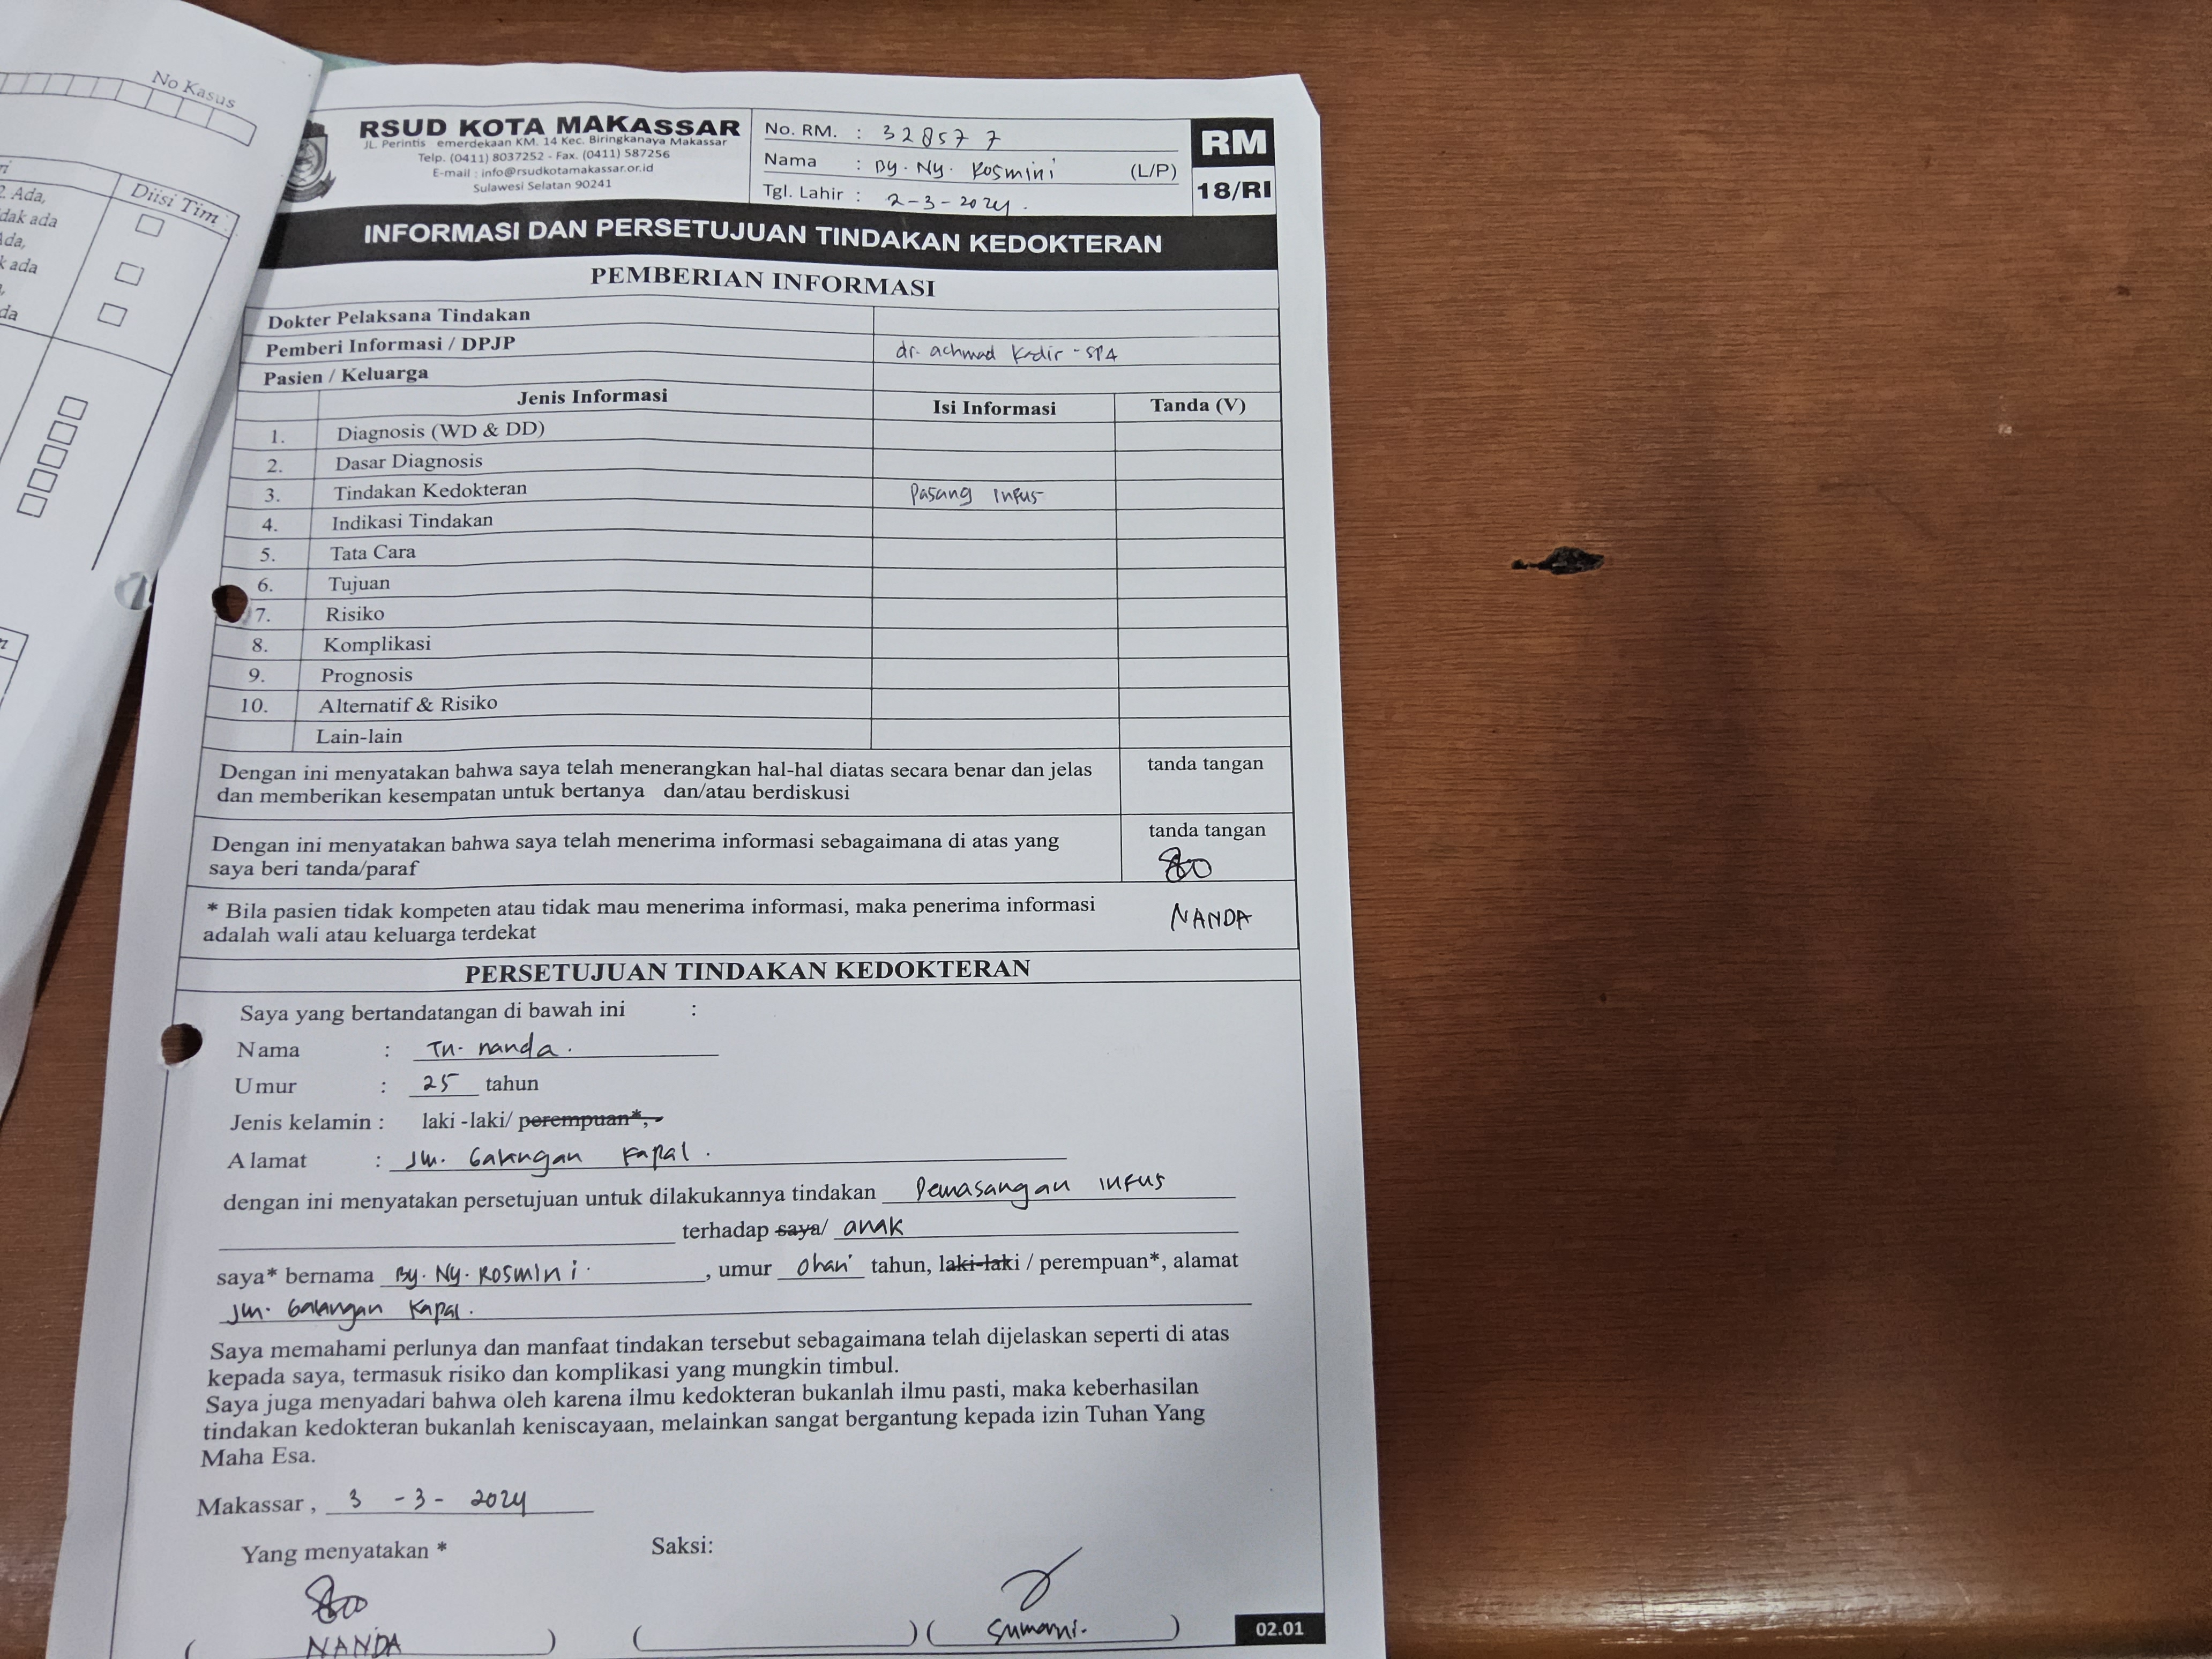 RSUD KOTA MAKASSAR
JL. Perintis emerdekaan KM. 14 Kec. Biringkanaya Makassar
Telp. (0411) 8037252 - Fax. (0411) 587256
E-mail : info@rsudkotamakassar.or.id
Sulawesi Selatan 90241
No. RM. : 328577
Nama : By. Ny. Rosmini (L/P)
Tgl. Lahir : 2-3-2024.
RM
18/RI
INFORMASI DAN PERSETUJUAN TINDAKAN KEDOKTERAN
PEMBERIAN INFORMASI
Dokter Pelaksana Tindakan
Pemberi Informasi / DPJP dr. achmad Kadir - SPA
Pasien / Keluarga
Jenis Informasi Isi Informasi Tanda (V)
1. Diagnosis (WD & DD)
2. Dasar Diagnosis
3. Tindakan Kedokteran Pasang Infus
4. Indikasi Tindakan
5. Tata Cara
6. Tujuan
7. Risiko
8. Komplikasi
9. Prognosis
10. Alternatif & Risiko
Lain-lain
Dengan ini menyatakan bahwa saya telah menerangkan hal-hal diatas secara benar dan jelas tanda tangan
dan memberikan kesempatan untuk bertanya dan/atau berdiskusi
Dengan ini menyatakan bahwa saya telah menerima informasi sebagaimana di atas yang tanda tangan
saya beri tanda/paraf
* Bila pasien tidak kompeten atau tidak mau menerima informasi, maka penerima informasi NANDA
adalah wali atau keluarga terdekat
PERSETUJUAN TINDAKAN KEDOKTERAN
Saya yang bertandatangan di bawah ini :
Nama : Tn. nanda.
Umur : 25 tahun
Jenis kelamin : laki -laki/ perempuan*,
Alamat : Jln. Galangan Kapal.
dengan ini menyatakan persetujuan untuk dilakukannya tindakan Pemasangan infus
terhadap saya/ anak
saya* bernama By. Ny. Rosmini. , umur 0hari tahun, laki-laki / perempuan*, alamat
Jln. Galangan Kapal.
Saya memahami perlunya dan manfaat tindakan tersebut sebagaimana telah dijelaskan seperti di atas
kepada saya, termasuk risiko dan komplikasi yang mungkin timbul.
Saya juga menyadari bahwa oleh karena ilmu kedokteran bukanlah ilmu pasti, maka keberhasilan
tindakan kedokteran bukanlah keniscayaan, melainkan sangat bergantung kepada izin Tuhan Yang
Maha Esa.
Makassar, 3 - 3 - 2024
Yang menyatakan * Saksi:
( NANDA ) ( ) ( Sumarni. )
02.01
No Kasus
Diisi Tim
2. Ada,
dak ada
da,
k ada
da